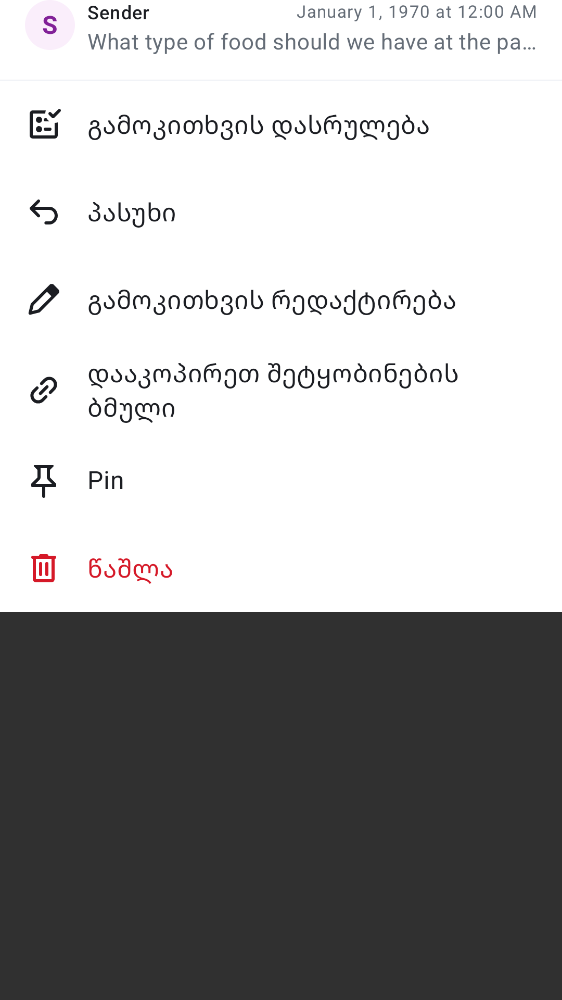 S
Sender
January 1, 1970 at 12:00 AM
What type of food should we have at the pa…
გამოკითხვის დასრულება
პასუხი
გამოკითხვის რედაქტირება
დააკოპირეთ შეტყობინების
ბმული
Pin
წაშლა